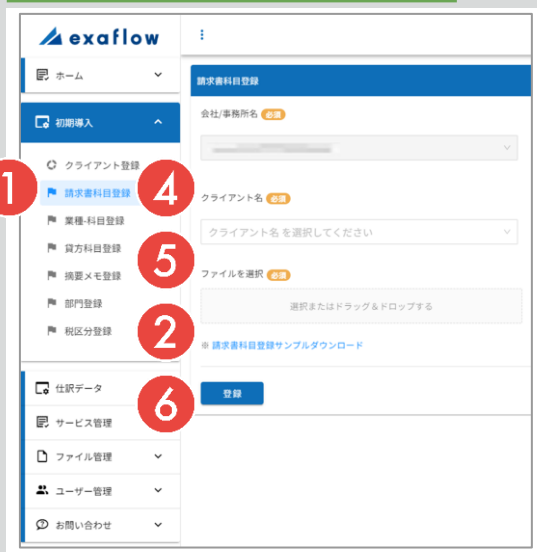 exaflow
ホーム
初期導入
クライアント登録
1
請求書科目登録
業種-科目登録
貸方科目登録
摘要メモ登録
部門登録
税区分登録
仕訳データ
サービス管理
ファイル管理
ユーザー管理
お問い合わせ
請求書科目登録
会社/事務所名 必須
4
クライアント名 必須
クライアント名 を選択してください
5
ファイルを選択 必須
選択またはドラッグ＆ドロップする
2
※ 請求書科目登録サンプルダウンロード
6
登録